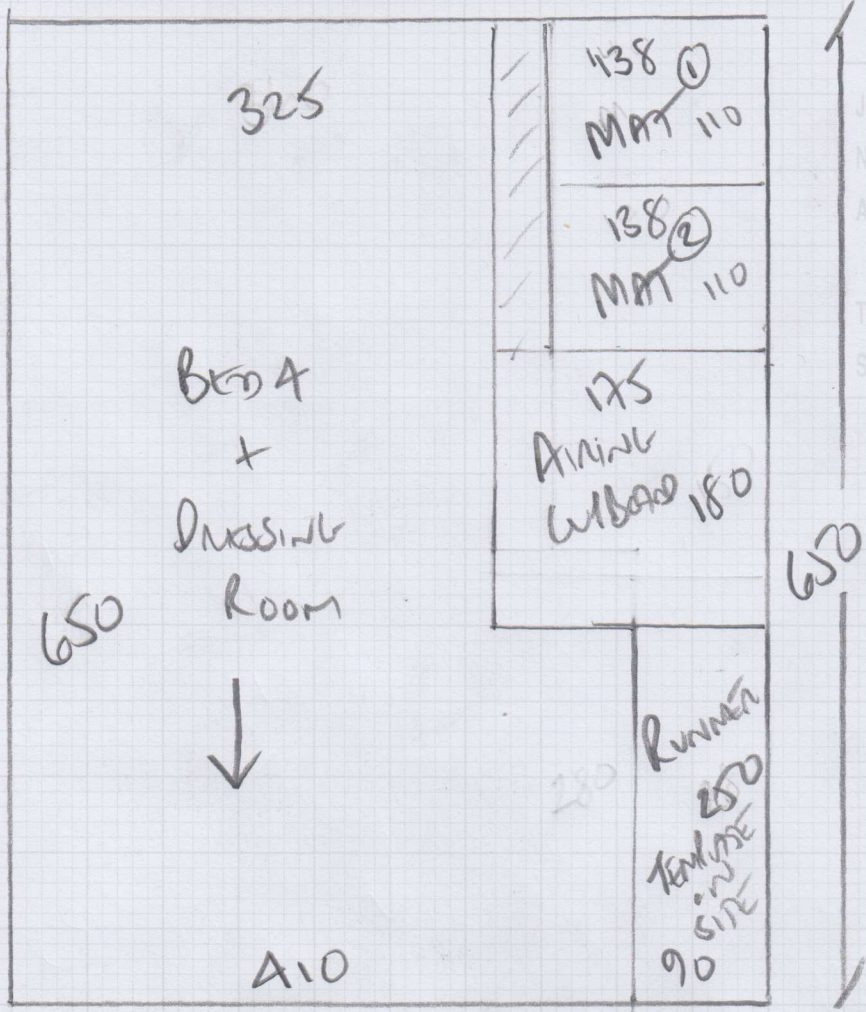 325
138 ①
MAT 110
138 ②
MAT 110
BED 4
+
DRESSING
ROOM
650
410
175
AIRING
CUPBOARD 180
650
RUNNER
250
TEMPLATE
ON
SITE
90
280